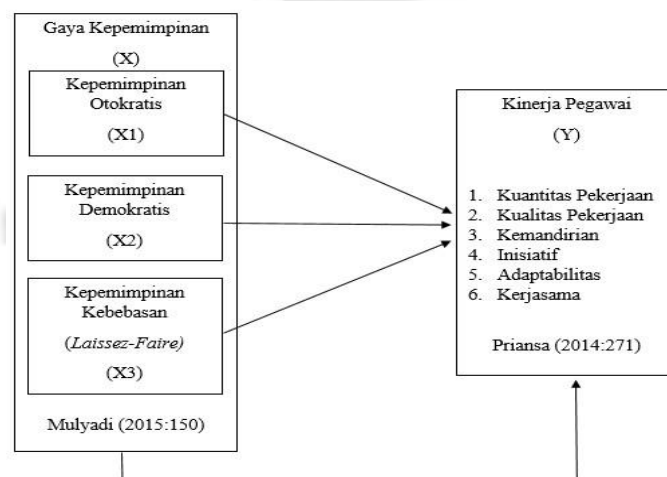 Gaya Kepemimpinan
(X)
Kepemimpinan
Otokratis
(X1)
Kepemimpinan
Demokratis
(X2)
Kepemimpinan
Kebebasan
(Laissez-Faire)
(X3)
Mulyadi (2015:150)
Kinerja Pegawai
(Y)
1. Kuantitas Pekerjaan
2. Kualitas Pekerjaan
3. Kemandirian
4. Inisiatif
5. Adaptabilitas
6. Kerjasama
Priansa (2014:271)